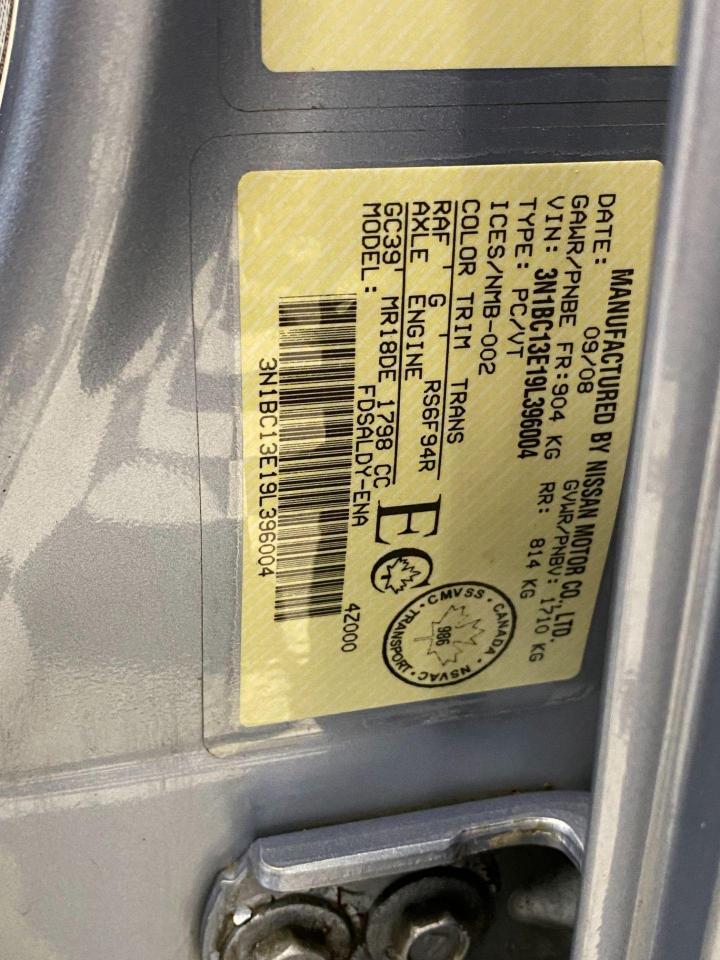 MANUFACTURED BY NISSAN MOTOR CO., LTD.
DATE: 09/08 GVWR/PNBV: 1710 KG
GAWR/PNBE FR: 904 KG RR: 814 KG
VIN: 3N1BC13E19L396004
TYPE: PC/VT
ICES/NMB-002
COLOR TRIM TRANS
RAF G RS6F94R
AXLE ENGINE
GC39 MR18DE 1798 CC
MODEL: FDSALDY-ENA
4Z000
3N1BC13E19L396004
EC
CMVSS · CANADA · NSVAC · TRANSPORT
986